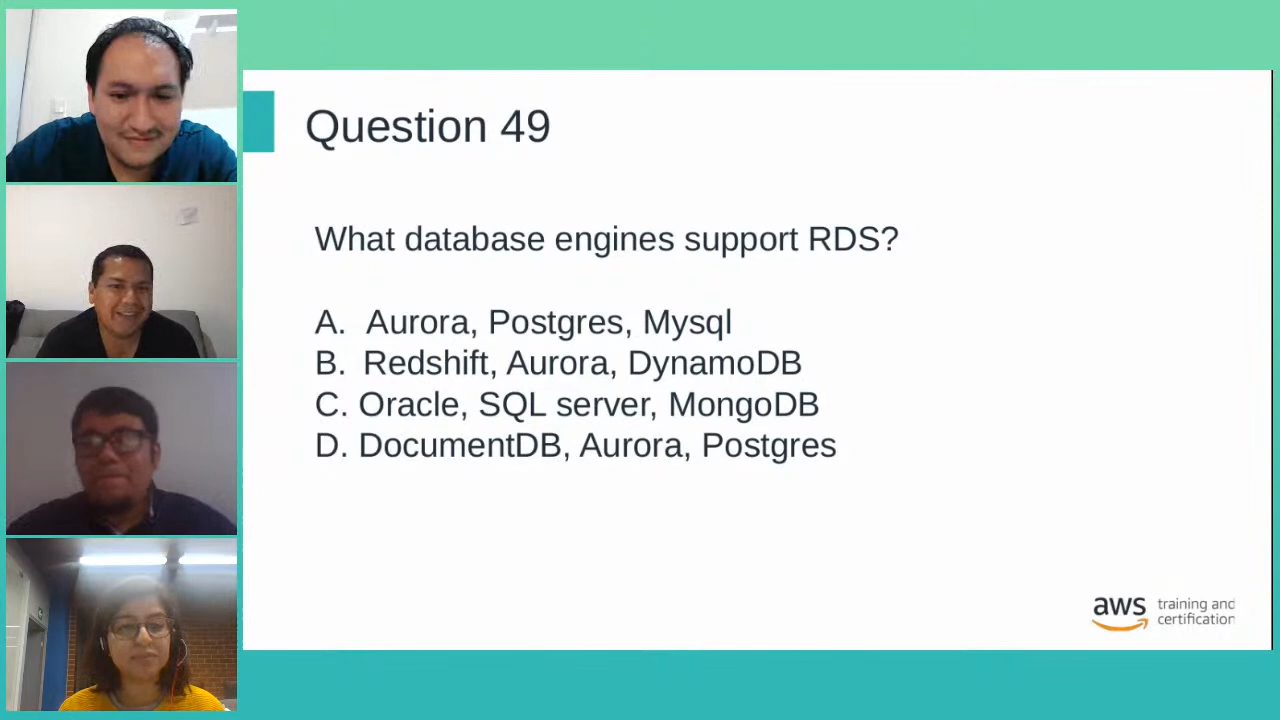 Question 49
What database engines support RDS?
A. Aurora, Postgres, Mysql
B. Redshift, Aurora, DynamoDB
C. Oracle, SQL server, MongoDB
D. DocumentDB, Aurora, Postgres
aws training and
certification